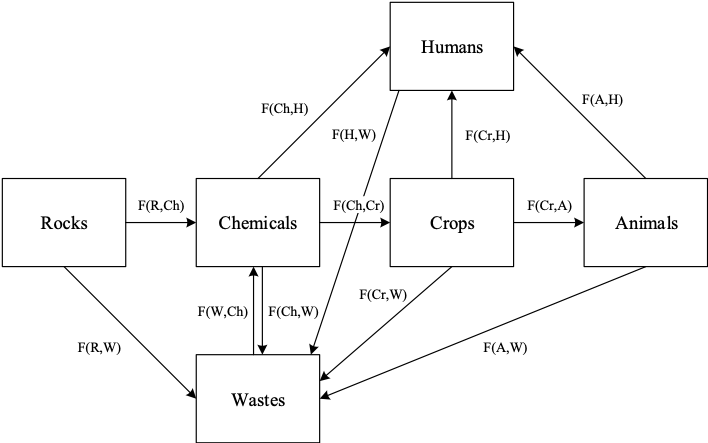 Humans
F(Ch,H)
F(H,W)
F(Cr,H)
F(A,H)
Rocks
F(R,Ch)
Chemicals
F(Ch,Cr)
Crops
F(Cr,A)
Animals
F(W,Ch)
F(Ch,W)
F(Cr,W)
F(R,W)
F(A,W)
Wastes